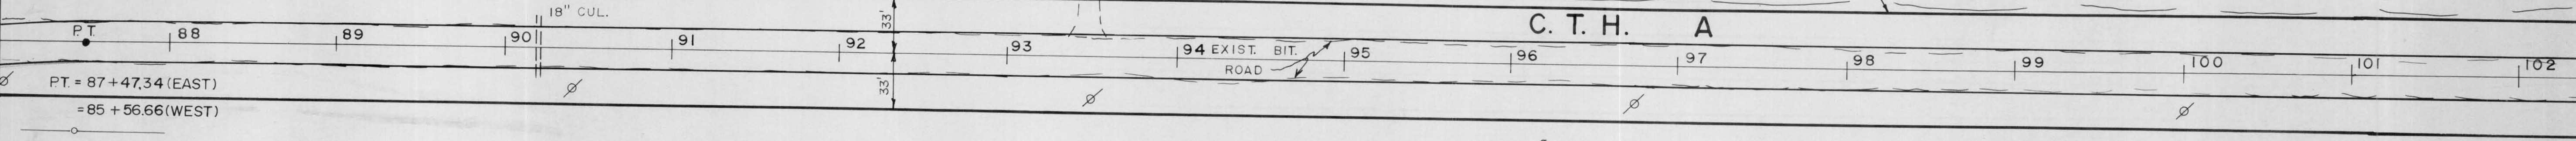 18" CUL.
33'
C. T. H. A
P.T.
88 89 90 91 92 93 94 EXIST. BIT. 95 96 97 98 99 100 101 102
ROAD
P.T. = 87+47.34 (EAST)
33'
=85 +56.66 (WEST)